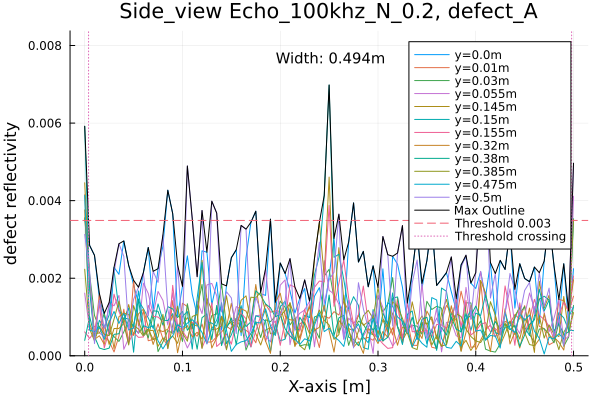 Side_view Echo_100khz_N_0.2, defect_A
Width: 0.494m
y=0.0m
y=0.01m
y=0.03m
y=0.055m
y=0.145m
y=0.15m
y=0.155m
y=0.32m
y=0.38m
y=0.385m
y=0.475m
y=0.5m
Max Outline
Threshold 0.003
Threshold crossing
defect reflectivity
0.008
0.006
0.004
0.002
0.000
0.0 0.1 0.2 0.3 0.4 0.5
X-axis [m]